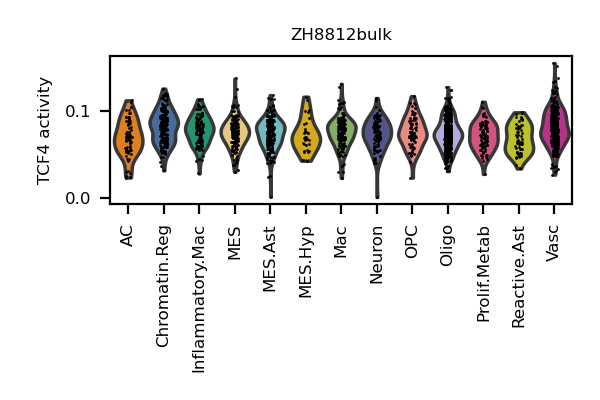 ZH8812bulk
TCF4 activity
0.1
0.0
AC
Chromatin.Reg
Inflammatory.Mac
MES
MES.Ast
MES.Hyp
Mac
Neuron
OPC
Oligo
Prolif.Metab
Reactive.Ast
Vasc